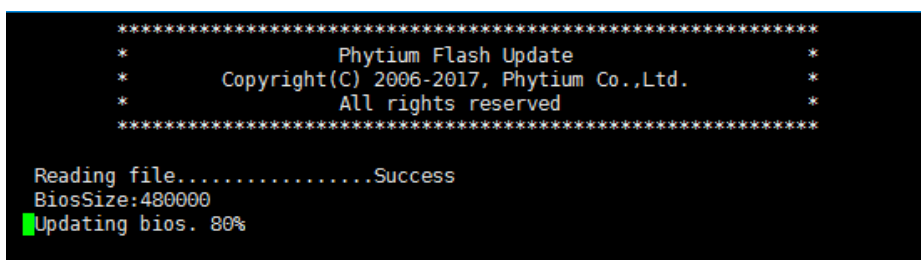 ************************************************************
* Phytium Flash Update *
* Copyright(C) 2006-2017, Phytium Co.,Ltd. *
* All rights reserved *
************************************************************
Reading file.................Success
BiosSize:480000
Updating bios. 80%